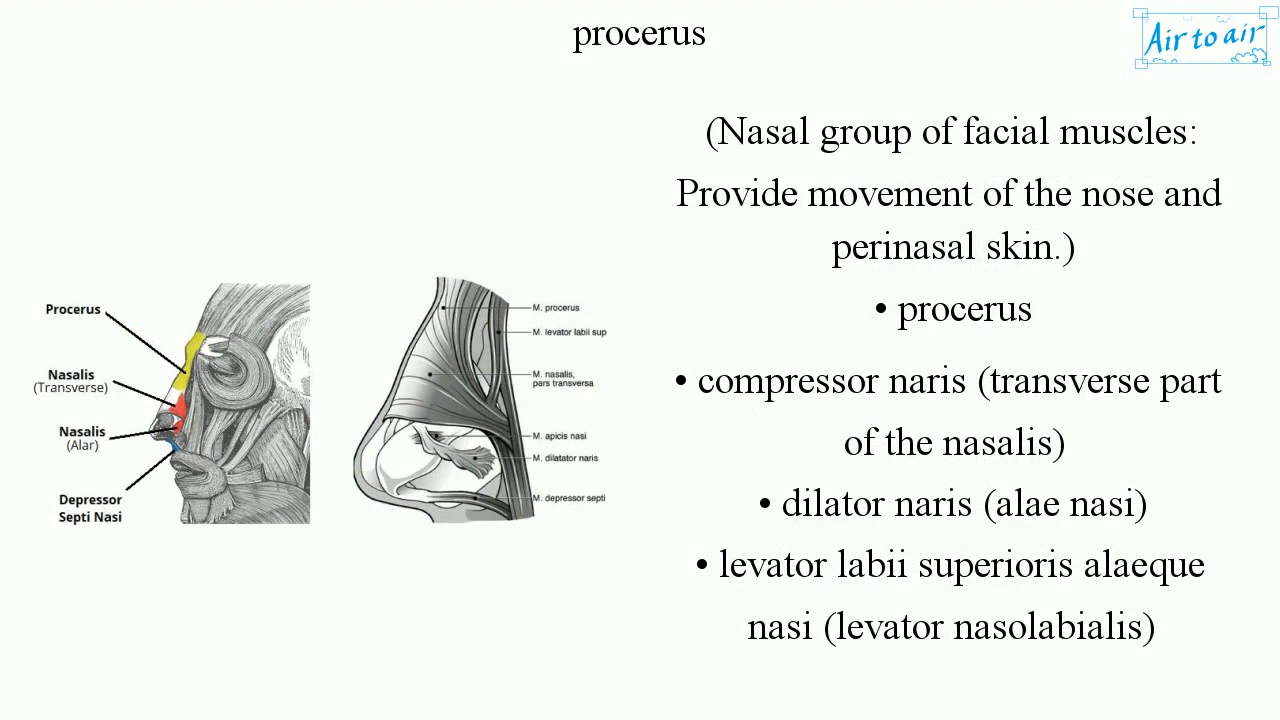 procerus
Air to air
(Nasal group of facial muscles:
Provide movement of the nose and
perinasal skin.)
• procerus
• compressor naris (transverse part
of the nasalis)
• dilator naris (alae nasi)
• levator labii superioris alaeque
nasi (levator nasolabialis)
Procerus
Nasalis
(Transverse)
Nasalis
(Alar)
Depressor
Septi Nasi
M. procerus
M. levator labii sup
M. nasalis,
pars transversa
M. apicis nasi
M. dilatator naris
M. depressor septi